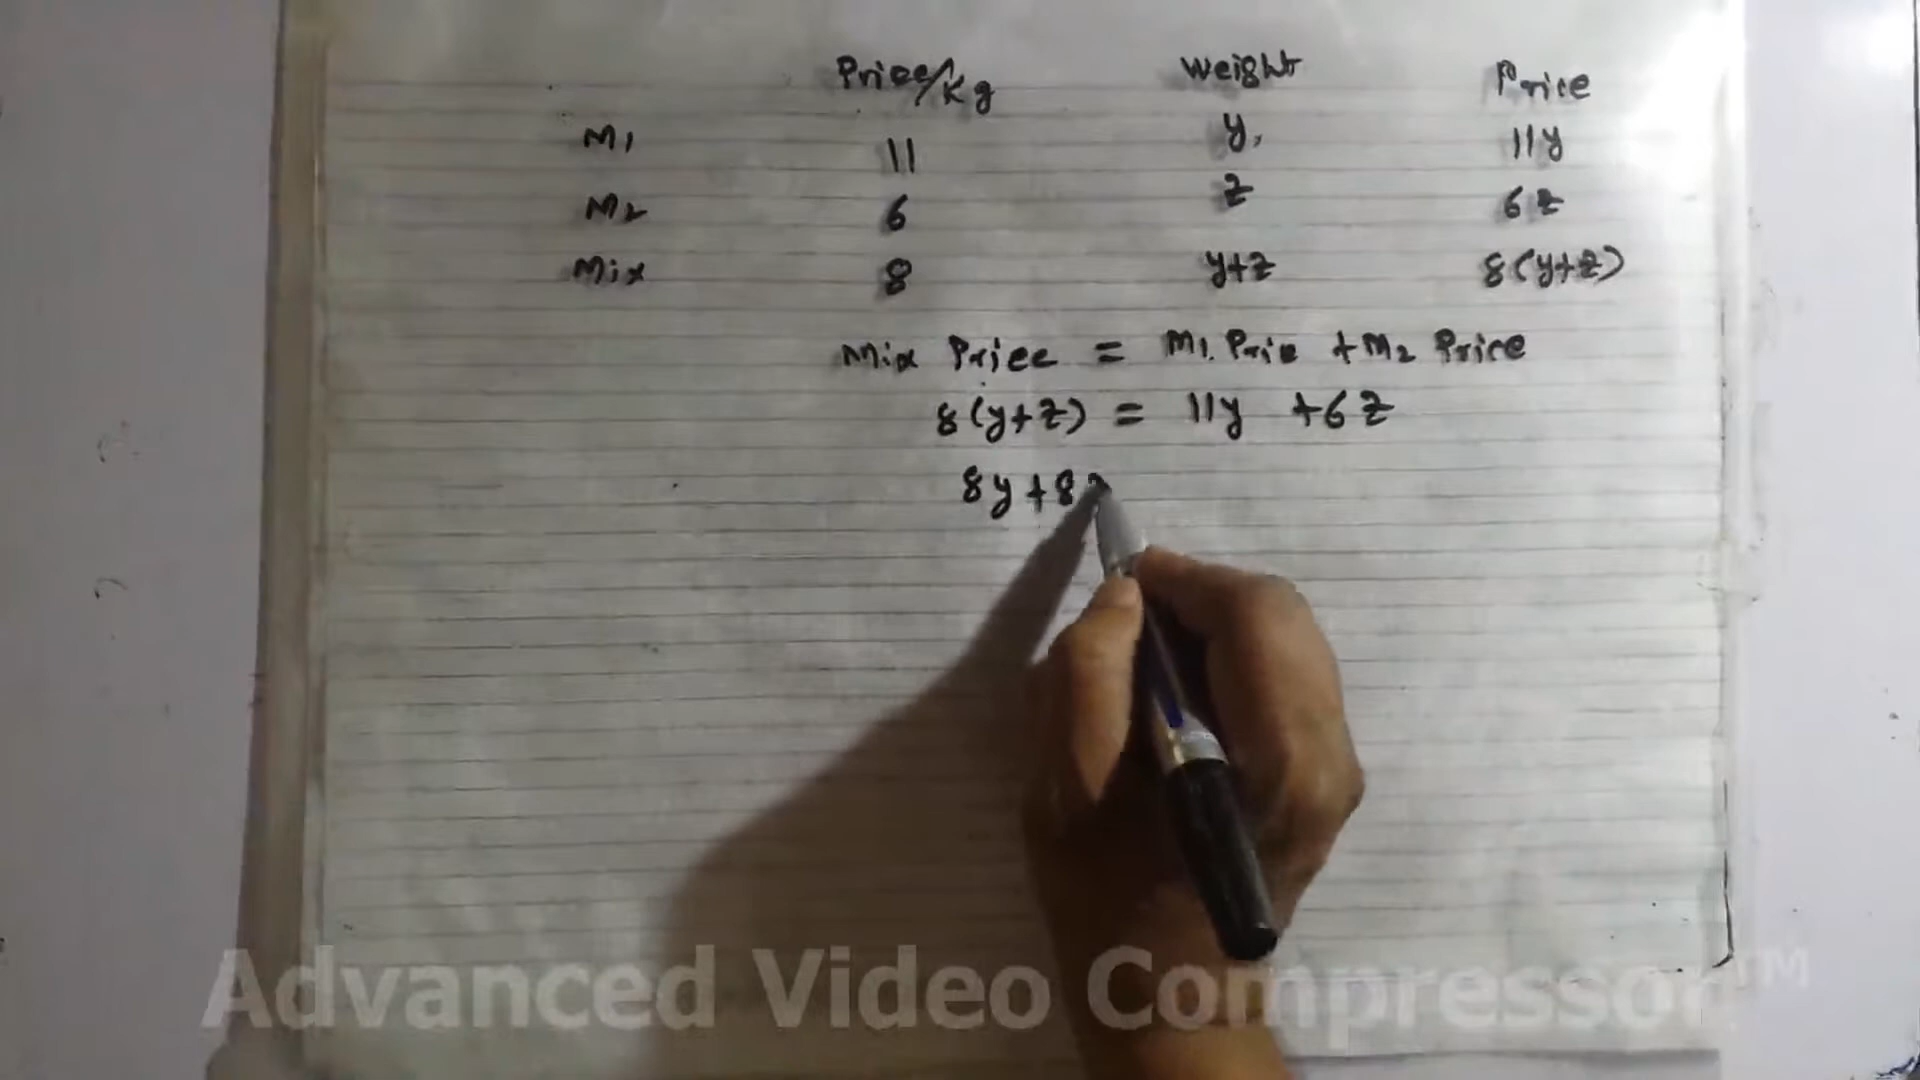 Price/Kg Weight Price
M1 11 y, 11y
M2 6 z 6z
Mix 8 y+z 8(y+z)
Mix Price = M1. Price + M2 Price
8(y+z) = 11y + 6z
8y+8
Advanced Video Compressor™